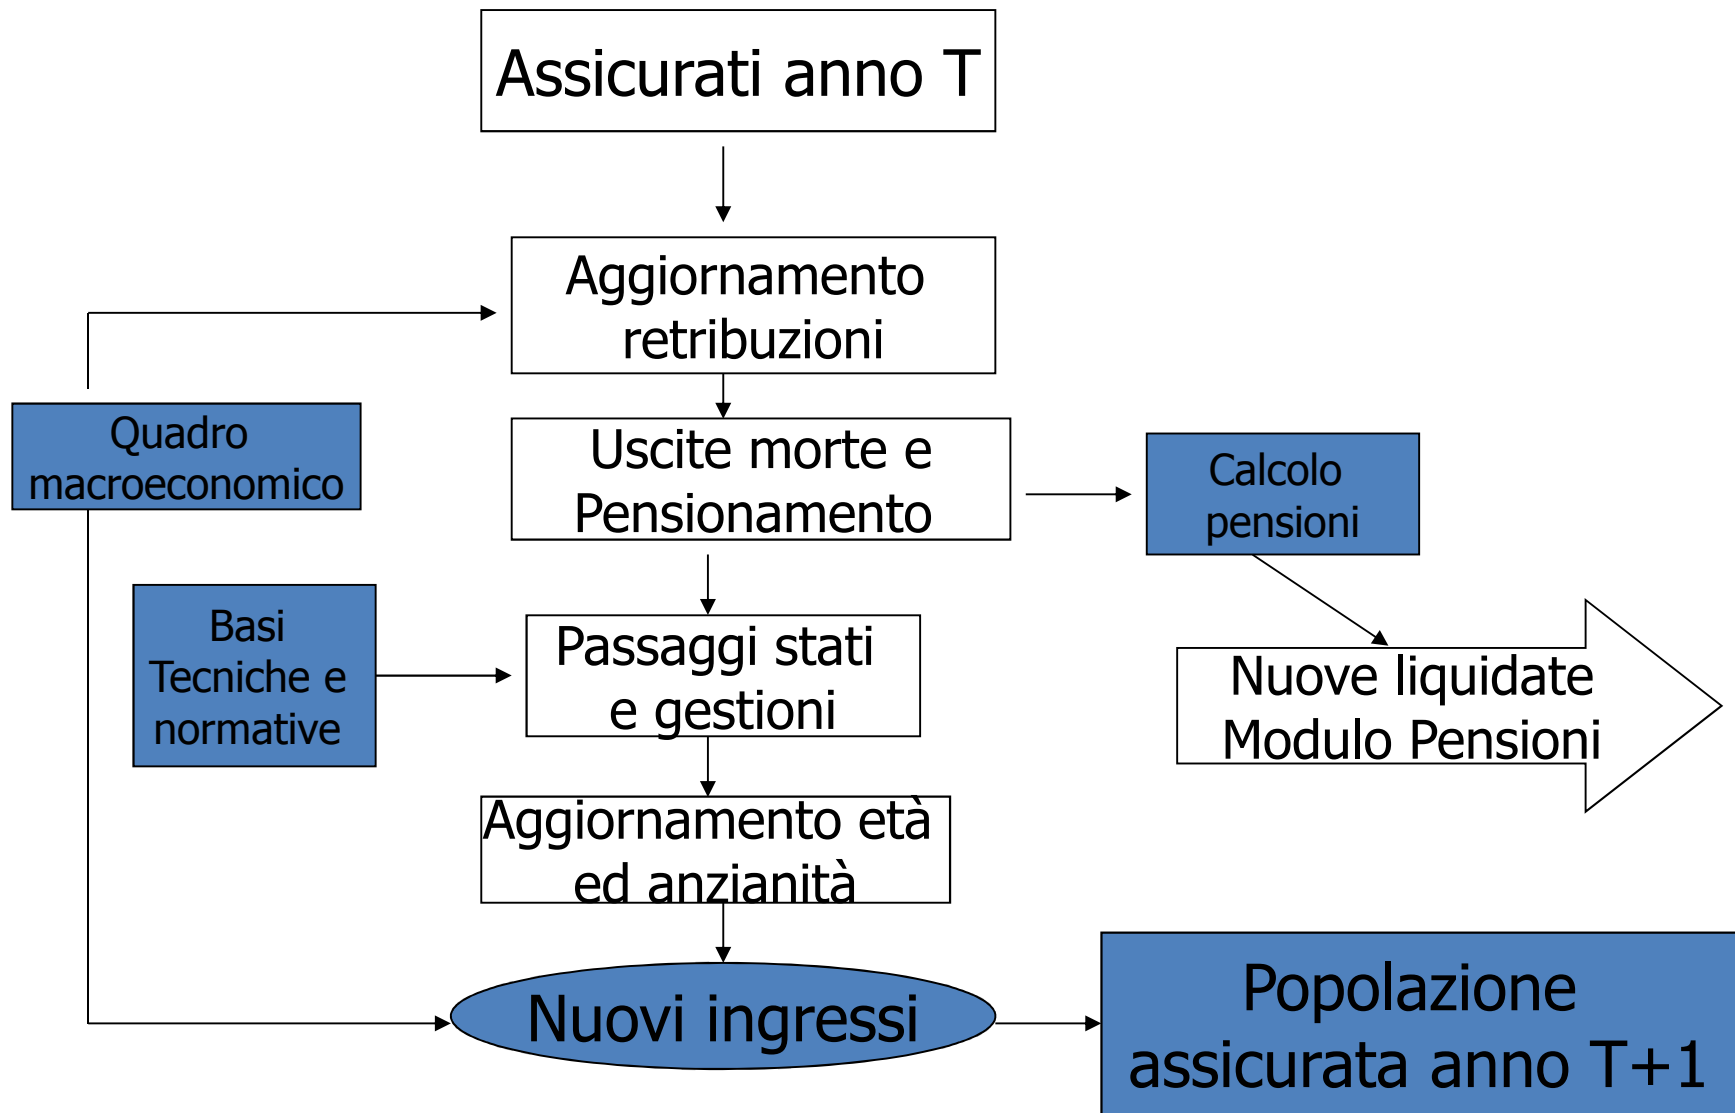 Assicurati anno T
Aggiornamento
retribuzioni
Quadro
macroeconomico
Uscite morte e
Pensionamento
Calcolo
pensioni
Basi
Tecniche e
normative
Passaggi stati
e gestioni
Nuove liquidate
Modulo Pensioni
Aggiornamento età
ed anzianità
Nuovi ingressi
Popolazione
assicurata anno T+1